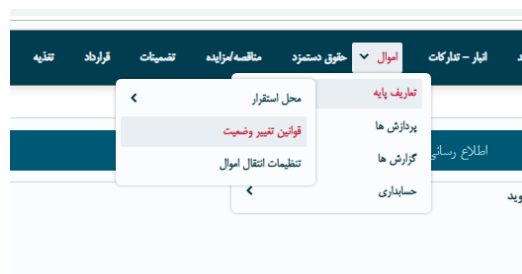 انبار – تدارکات اموال حقوق دستمزد مناقصه/مزایده تضمینات قرارداد تغذیه
تعاریف پایه
پردازش ها
گزارش ها
حسابداری
محل استقرار
قوانین تغییر وضعیت
تنظیمات انتقال اموال
اطلاع رسانی